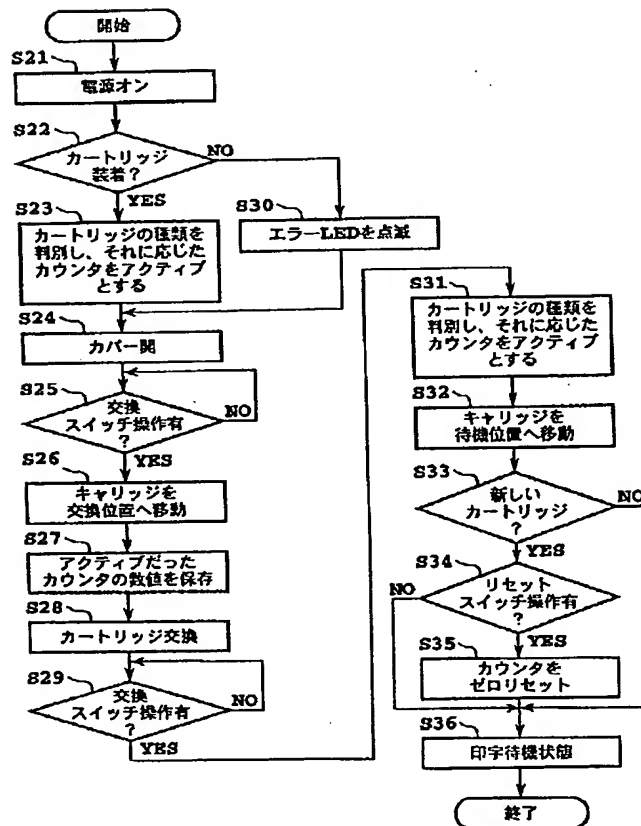 開始
S21
電源オン
S22
カートリッジ
装着?
NO
YES
S23
カートリッジの種類を
判別し、それに応じた
カウンタをアクティブ
とする
S30
エラーLEDを点滅
S24
カバー開
S25
交換
スイッチ操作有
?
NO
YES
S26
キャリッジを
交換位置へ移動
S27
アクティブだった
カウンタの数値を保存
S28
カートリッジ交換
S29
交換
スイッチ操作有
?
NO
YES
S31
カートリッジの種類を
判別し、それに応じた
カウンタをアクティブ
とする
S32
キャリッジを
待機位置へ移動
S33
新しい
カートリッジ
?
NO
YES
S34
リセット
スイッチ操作有
?
NO
YES
S35
カウンタを
ゼロリセット
S36
印字待機状態
終了